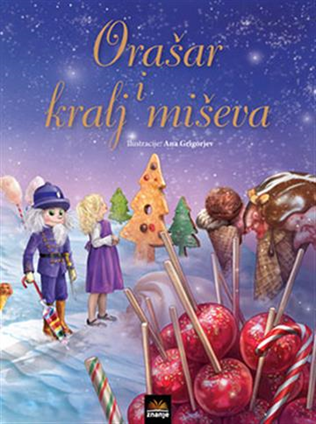 Orašar
i
kralj miševa
Ilustracije: Ana Grigorjev
znanje